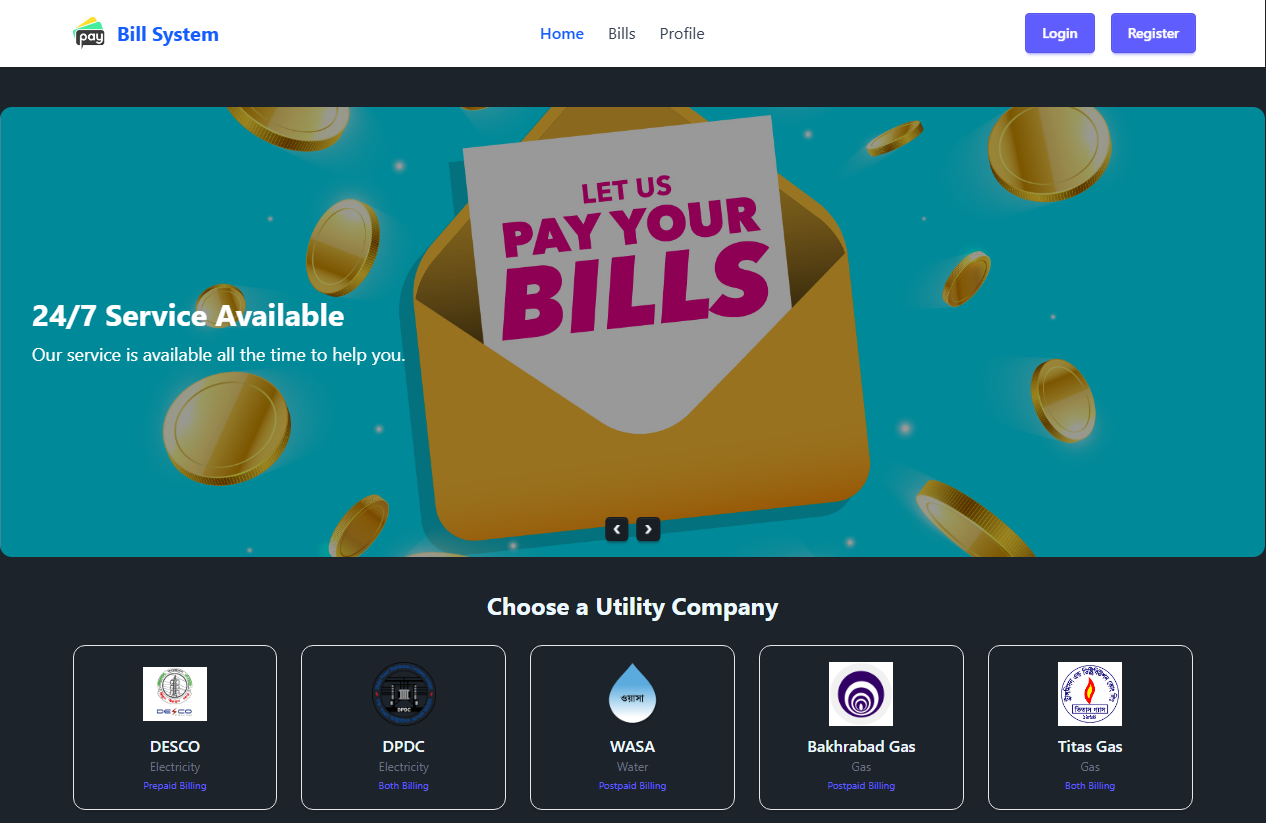 pay
Bill System
Home
Bills
Profile
Login
Register
LET US
PAY YOUR
BILLS
24/7 Service Available
Our service is available all the time to help you.
Choose a Utility Company
DESCO
DESCO
Electricity
Prepaid Billing
DPDC
DPDC
Electricity
Both Billing
ওয়াসা
WASA
Water
Postpaid Billing
Bakhrabad Gas
Gas
Postpaid Billing
তিতাস গ্যাস
১৯৬৪
Titas Gas
Gas
Both Billing